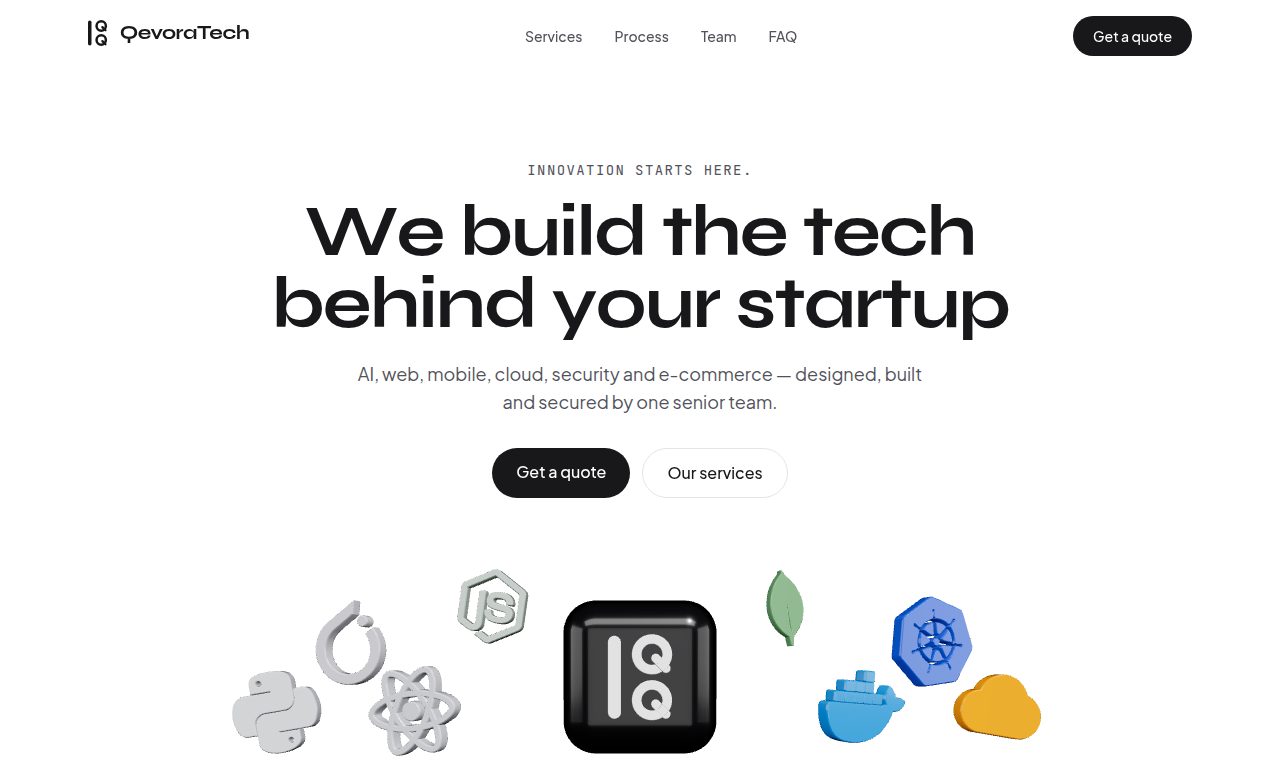 QevoraTech
Services
Process
Team
FAQ
Get a quote
INNOVATION STARTS HERE.
We build the tech
behind your startup
AI, web, mobile, cloud, security and e-commerce — designed, built
and secured by one senior team.
Get a quote
Our services
JS